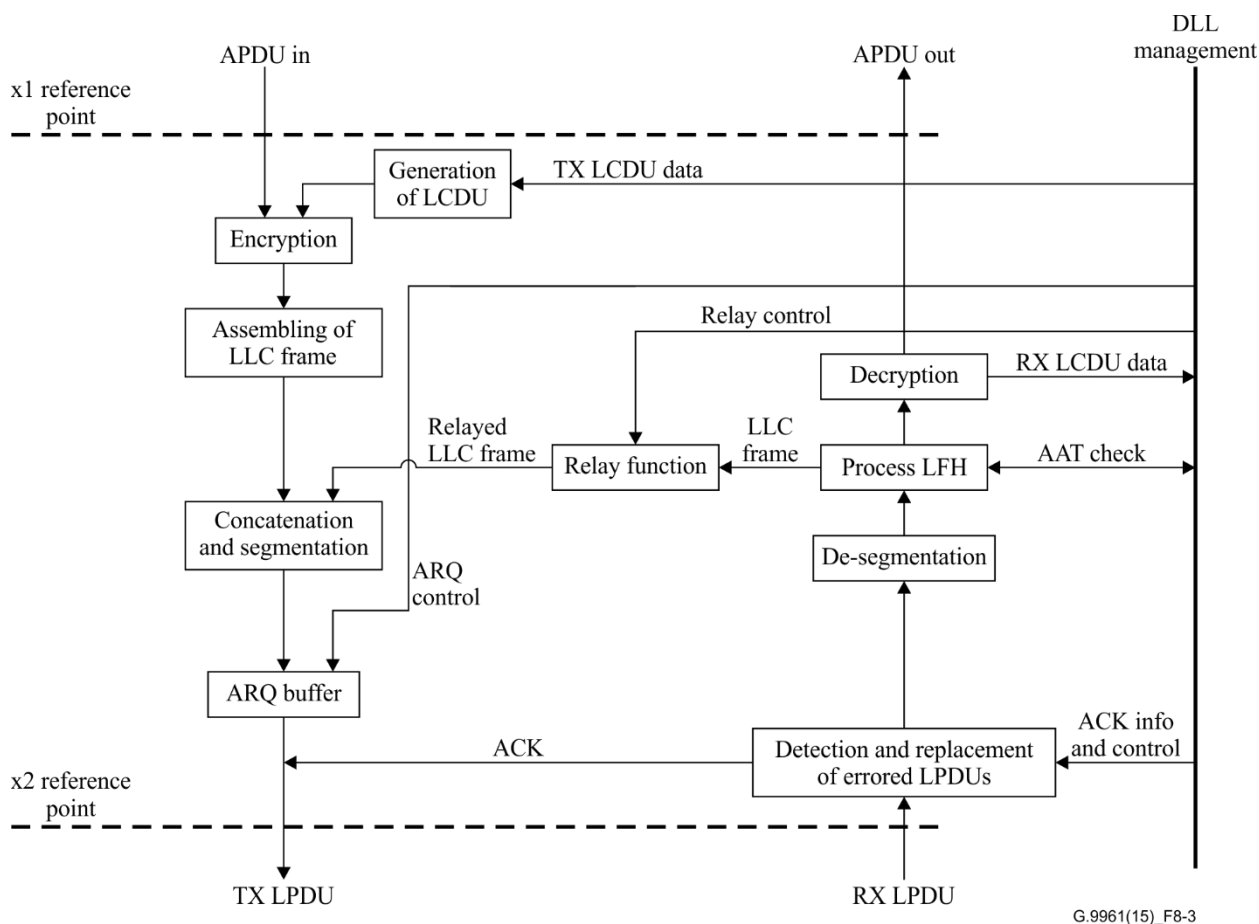 DLL
management
APDU in
APDU out
x1 reference
point
Generation
of LCDU
TX LCDU data
Encryption
Assembling of
LLC frame
Relay control
Decryption
RX LCDU data
Relayed
LLC frame
Relay function
LLC
frame
Process LFH
AAT check
Concatenation
and segmentation
De-segmentation
ARQ
control
ARQ buffer
ACK
Detection and replacement
of errored LPDUs
ACK info
and control
x2 reference
point
TX LPDU
RX LPDU
G.9961(15)_F8-3